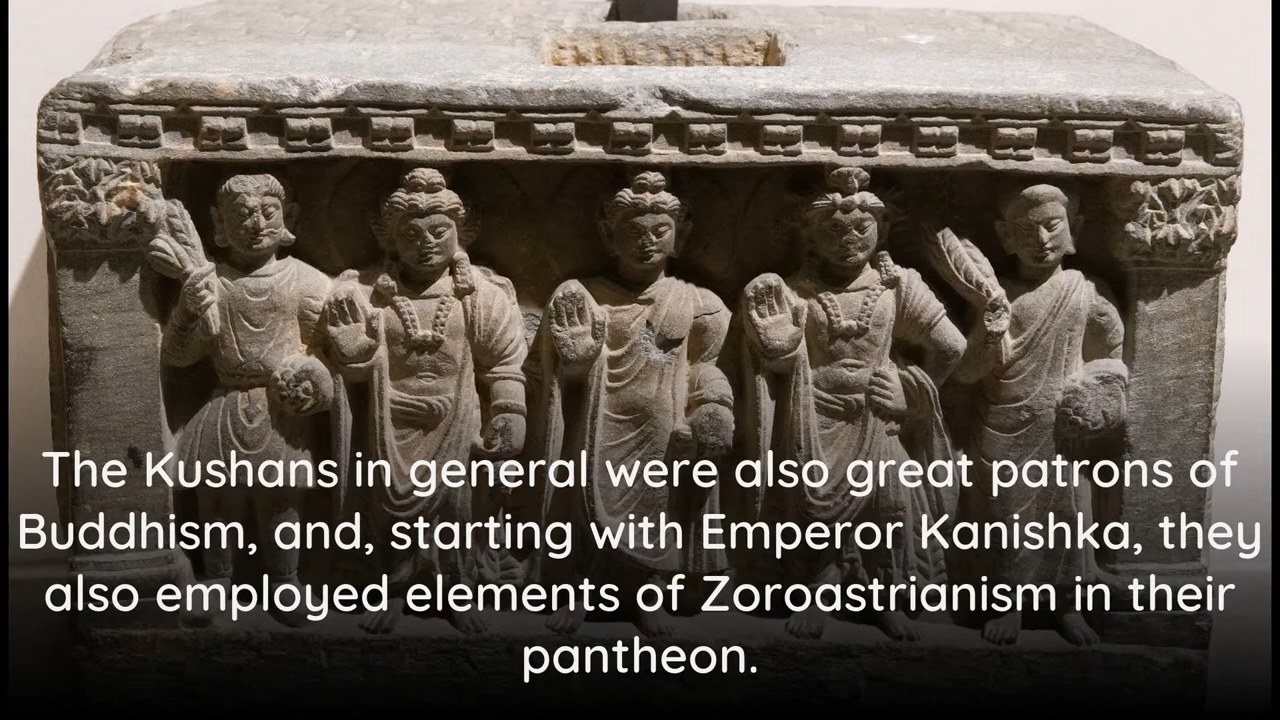 The Kushans in general were also great patrons of
Buddhism, and, starting with Emperor Kanishka, they
also employed elements of Zoroastrianism in their
pantheon.